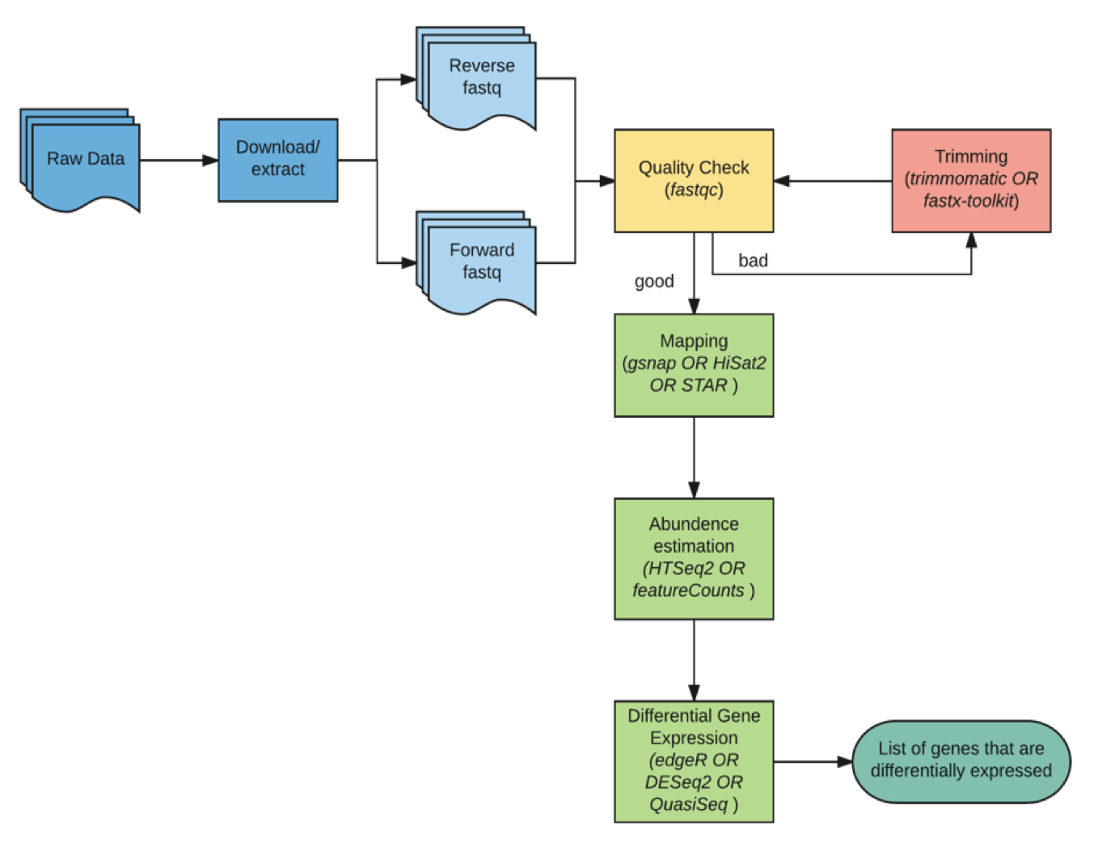 Raw Data
Download/
extract
Reverse
fastq
Forward
fastq
Quality Check
(fastqc)
Trimming
(trimmomatic OR
fastx-toolkit)
good
bad
Mapping
(gsnap OR HiSat2
OR STAR )
Abundence
estimation
(HTSeq2 OR
featureCounts )
Differential Gene
Expression
(edgeR OR
DESeq2 OR
QuasiSeq )
List of genes that are
differentially expressed